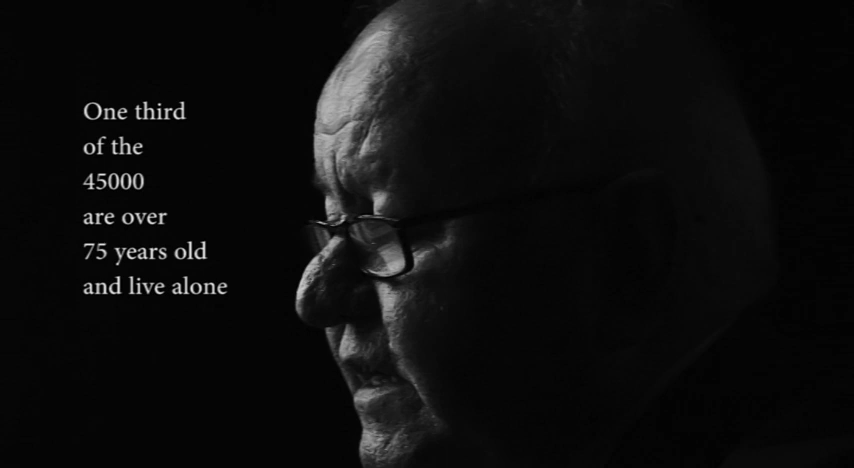 One third
of the
45000
are over
75 years old
and live alone